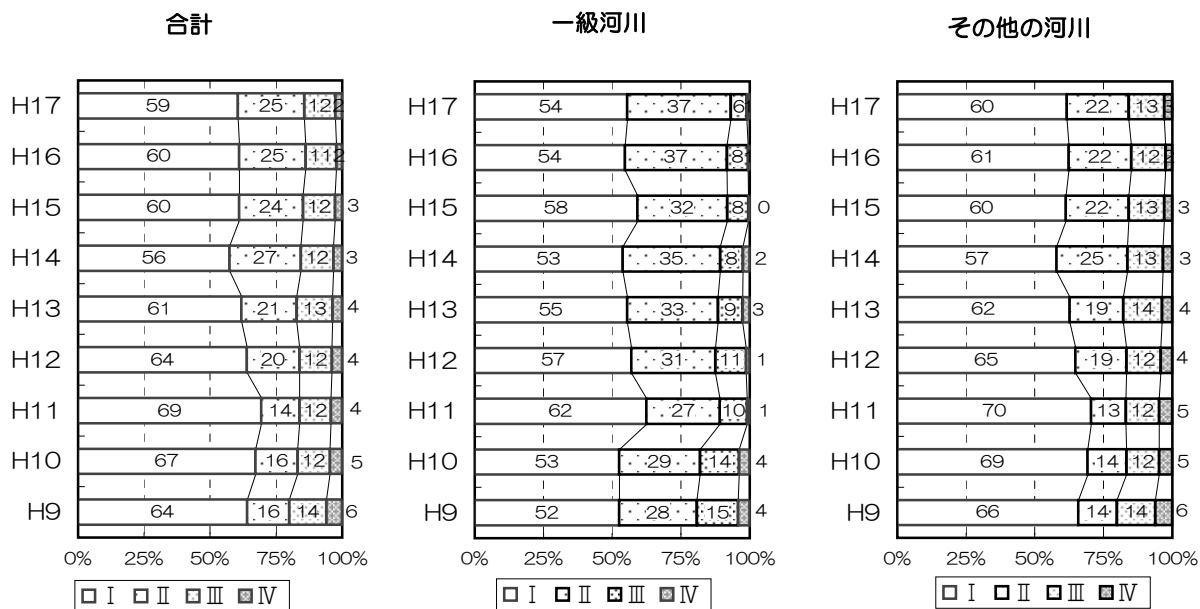 合計
H17 59 25 12 2
H16 60 25 11 2
H15 60 24 12 3
H14 56 27 12 3
H13 61 21 13 4
H12 64 20 12 4
H11 69 14 12 4
H10 67 16 12 5
H9 64 16 14 6
0% 25% 50% 75% 100%
Ⅰ Ⅱ Ⅲ Ⅳ
一級河川
H17 54 37 6 1
H16 54 37 8 1
H15 58 32 8 0
H14 53 35 8 2
H13 55 33 9 3
H12 57 31 11 1
H11 62 27 10 1
H10 53 29 14 4
H9 52 28 15 4
0% 25% 50% 75% 100%
Ⅰ Ⅱ Ⅲ Ⅳ
その他の河川
H17 60 22 13 3
H16 61 22 12 2
H15 60 22 13 3
H14 57 25 13 3
H13 62 19 14 4
H12 65 19 12 4
H11 70 13 12 5
H10 69 14 12 5
H9 66 14 14 6
0% 25% 50% 75% 100%
Ⅰ Ⅱ Ⅲ Ⅳ